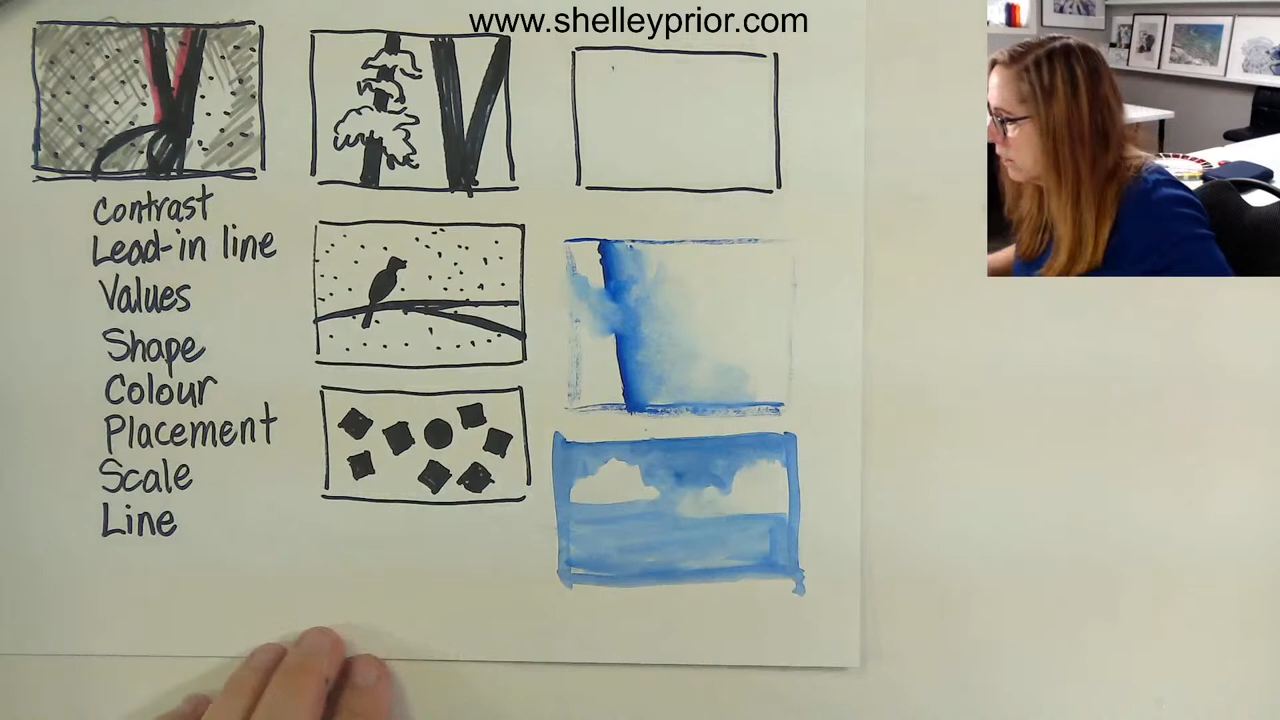 www.shelleyprior.com
Contrast
Lead-in line
Values
Shape
Colour
Placement
Scale
Line